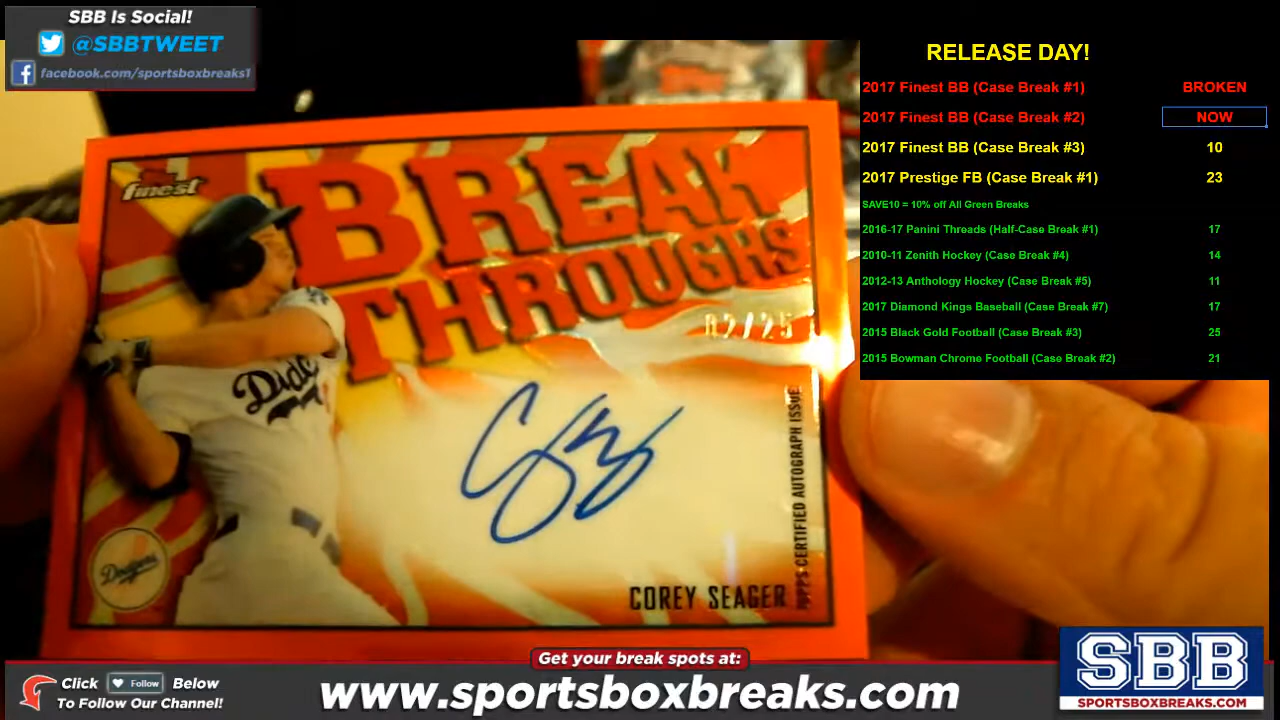 SBB Is Social!
@SBBTWEET
facebook.com/sportsboxbreaks1
RELEASE DAY!
2017 Finest BB (Case Break #1) BROKEN
2017 Finest BB (Case Break #2) NOW
2017 Finest BB (Case Break #3) 10
2017 Prestige FB (Case Break #1) 23
SAVE10 = 10% off All Green Breaks
2016-17 Panini Threads (Half-Case Break #1) 17
2010-11 Zenith Hockey (Case Break #4) 14
2012-13 Anthology Hockey (Case Break #5) 11
2017 Diamond Kings Baseball (Case Break #7) 17
2015 Black Gold Football (Case Break #3) 25
2015 Bowman Chrome Football (Case Break #2) 21
finest
BREAK
THROUGHS
02/25
Dodgers
COREY SEAGER
TOPPS CERTIFIED AUTOGRAPH ISSUE
Get your break spots at:
Click Follow Below
To Follow Our Channel!
www.sportsboxbreaks.com
SBB
SPORTSBOXBREAKS.COM